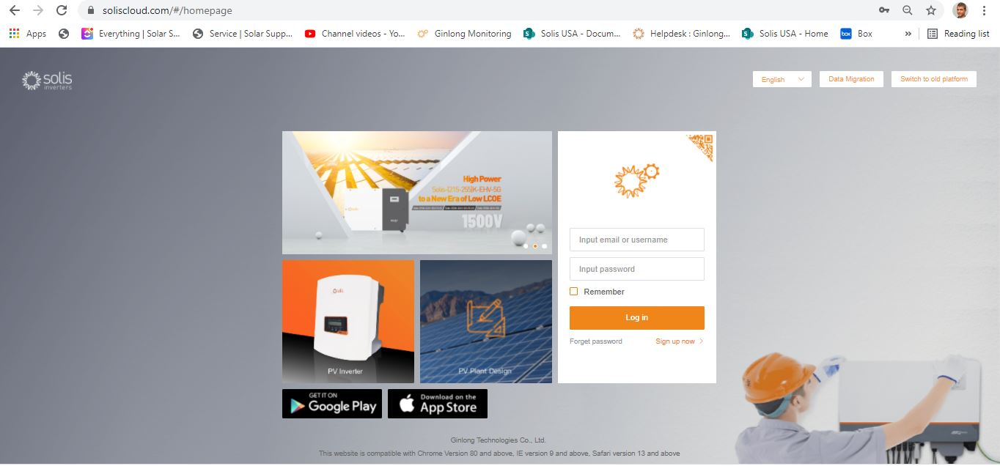 soliscloud.com/#/homepage
Apps
Everything | Solar S...
Service | Solar Supp...
Channel videos - Yo...
Ginlong Monitoring
Solis USA - Docum...
Helpdesk : Ginlong...
Solis USA - Home
box
Box
»
Reading list
solis
inverters
English
Data Migration
Switch to old platform
High Power
Solis-(215-255)K-EHV-5G
to a New Era of Low LCOE
1500V
solis
PV Inverter
PV Plant Design
Input email or username
Input password
Remember
Log in
Forget password
Sign up now
GET IT ON
Google Play
Download on the
App Store
Ginlong Technologies Co., Ltd.
This website is compatible with Chrome Version 80 and above, IE version 9 and above, Safari version 13 and above